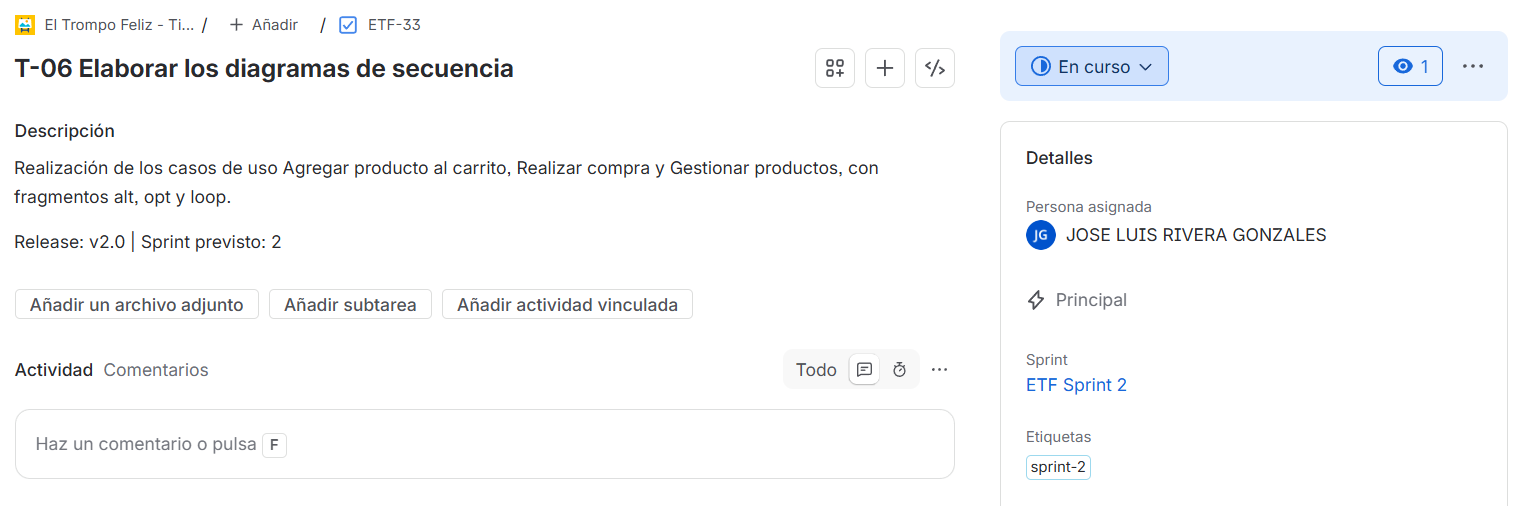 El Trompo Feliz - Ti... / + Añadir / ETF-33
T-06 Elaborar los diagramas de secuencia
Descripción
Realización de los casos de uso Agregar producto al carrito, Realizar compra y Gestionar productos, con
fragmentos alt, opt y loop.
Release: v2.0 | Sprint previsto: 2
Añadir un archivo adjunto Añadir subtarea Añadir actividad vinculada
Actividad Comentarios Todo
Haz un comentario o pulsa F
En curso 1
Detalles
Persona asignada
JG JOSE LUIS RIVERA GONZALES
Principal
Sprint
ETF Sprint 2
Etiquetas
sprint-2